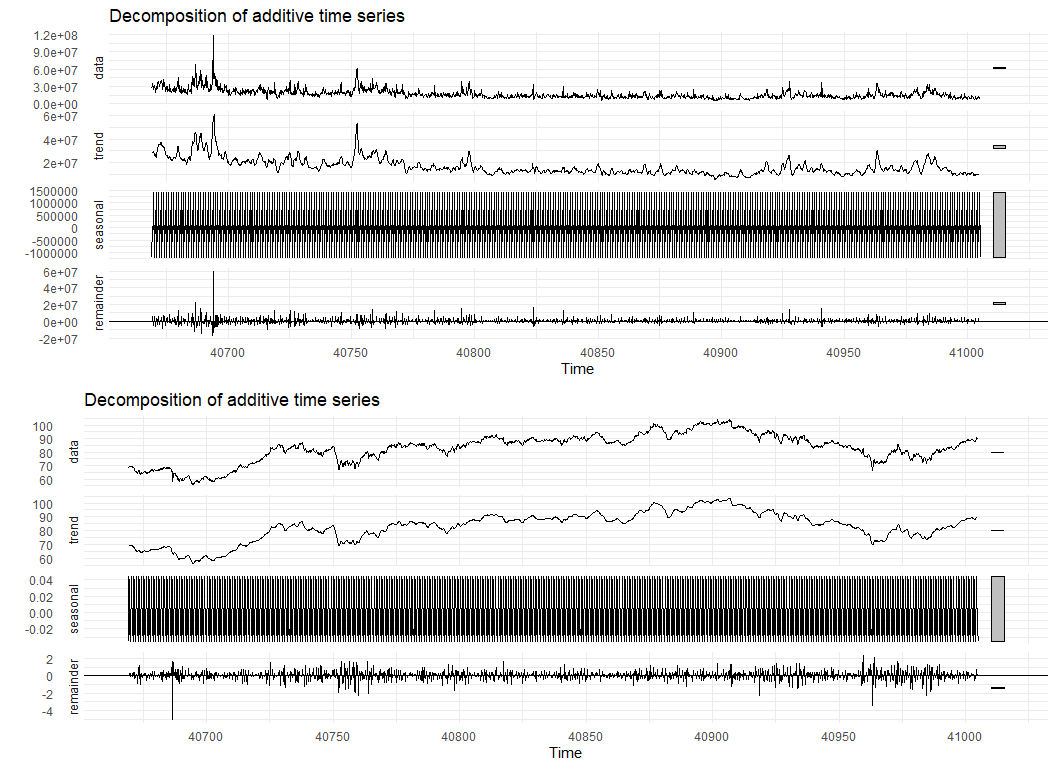 Decomposition of additive time series
1.2e+08
9.0e+07
6.0e+07
3.0e+07
0.0e+00
data
6e+07
4e+07
2e+07
trend
1500000
1000000
500000
0
-500000
-1000000
seasonal
6e+07
4e+07
2e+07
0e+00
-2e+07
remainder
40700 40750 40800 40850 40900 40950 41000
Time
Decomposition of additive time series
100
90
80
70
60
data
100
90
80
70
60
trend
0.04
0.02
0.00
-0.02
seasonal
2
0
-2
-4
remainder
40700 40750 40800 40850 40900 40950 41000
Time